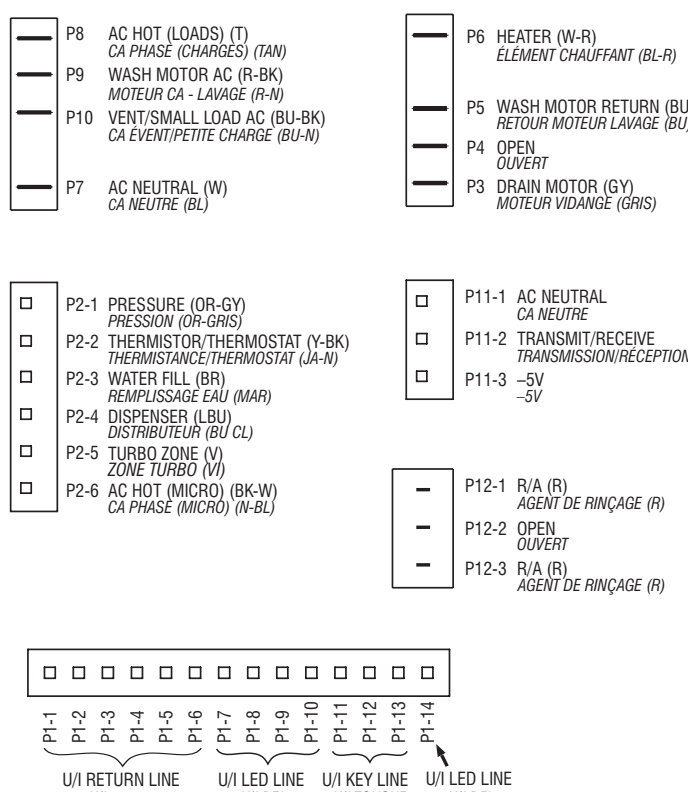 P8 AC HOT (LOADS) (T)
CA PHASE (CHARGES) (TAN)
P9 WASH MOTOR AC (R-BK)
MOTEUR CA - LAVAGE (R-N)
P10 VENT/SMALL LOAD AC (BU-BK)
CA ÉVENT/PETITE CHARGE (BU-N)
P7 AC NEUTRAL (W)
CA NEUTRE (BL)
P6 HEATER (W-R)
ÉLÉMENT CHAUFFANT (BL-R)
P5 WASH MOTOR RETURN (BU
RETOUR MOTEUR LAVAGE (BU)
P4 OPEN
OUVERT
P3 DRAIN MOTOR (GY)
MOTEUR VIDANGE (GRIS)
P2-1 PRESSURE (OR-GY)
PRESSION (OR-GRIS)
P2-2 THERMISTOR/THERMOSTAT (Y-BK)
THERMISTANCE/THERMOSTAT (JA-N)
P2-3 WATER FILL (BR)
REMPLISSAGE EAU (MAR)
P2-4 DISPENSER (LBU)
DISTRIBUTEUR (BU CL)
P2-5 TURBO ZONE (V)
ZONE TURBO (VI)
P2-6 AC HOT (MICRO) (BK-W)
CA PHASE (MICRO) (N-BL)
P11-1 AC NEUTRAL
CA NEUTRE
P11-2 TRANSMIT/RECEIVE
TRANSMISSION/RÉCEPTION
P11-3 –5V
–5V
P12-1 R/A (R)
AGENT DE RINÇAGE (R)
P12-2 OPEN
OUVERT
P12-3 R/A (R)
AGENT DE RINÇAGE (R)
P1-1 P1-2 P1-3 P1-4 P1-5 P1-6 P1-7 P1-8 P1-9 P1-10 P1-11 P1-12 P1-13 P1-14
U/I RETURN LINE U/I LED LINE U/I KEY LINE U/I LED LINE